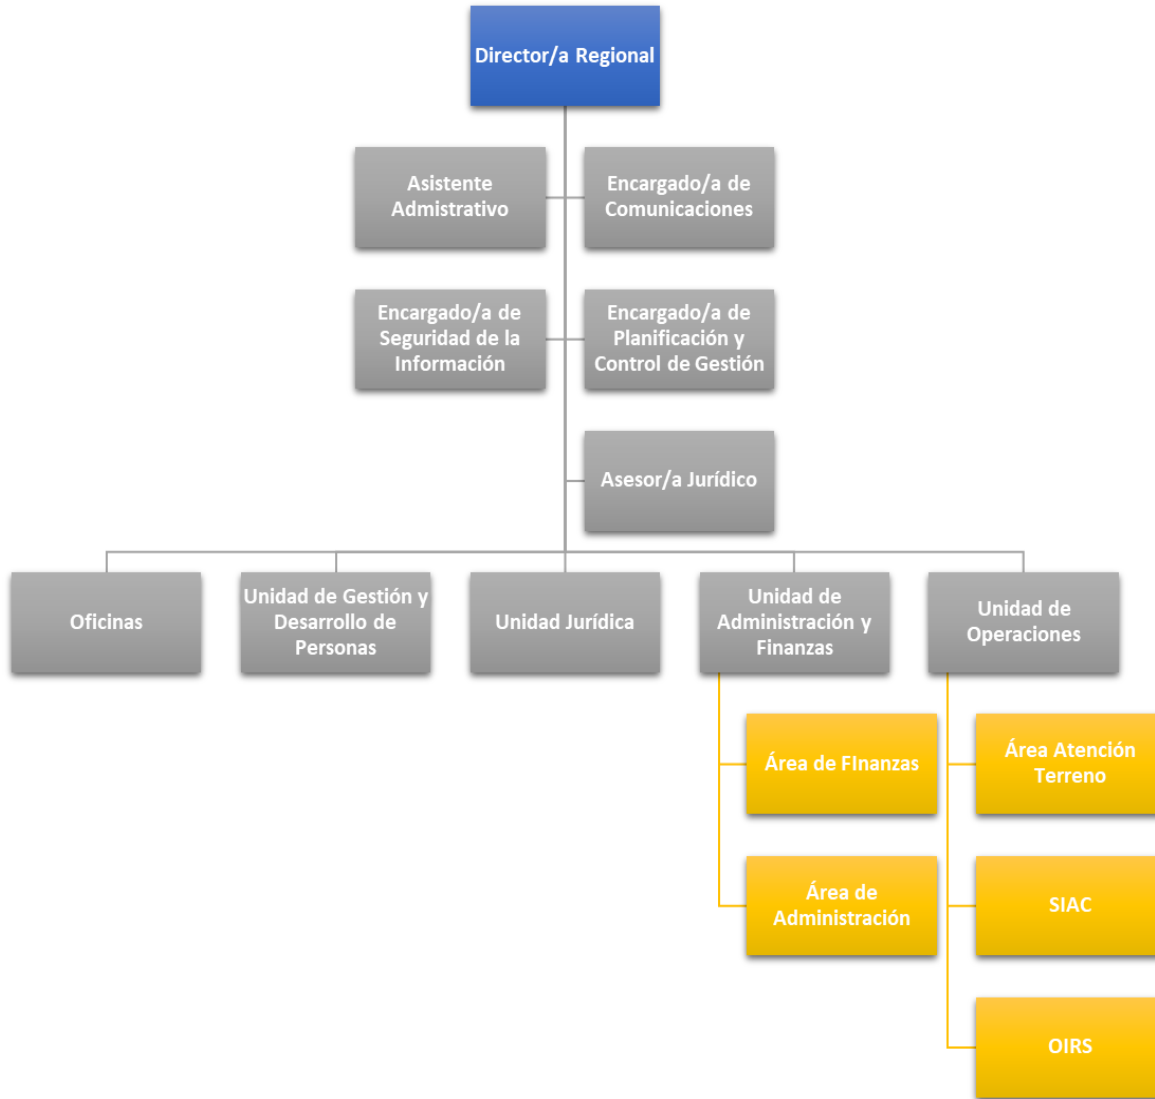 Director/a Regional
Asistente
Admistrativo
Encargado/a de
Comunicaciones
Encargado/a de
Seguridad de la
Información
Encargado/a de
Planificación y
Control de Gestión
Asesor/a Jurídico
Oficinas
Unidad de Gestión y
Desarrollo de
Personas
Unidad Jurídica
Unidad de
Administración y
Finanzas
Unidad de
Operaciones
Área de FInanzas
Área Atención
Terreno
Área de
Administración
SIAC
OIRS